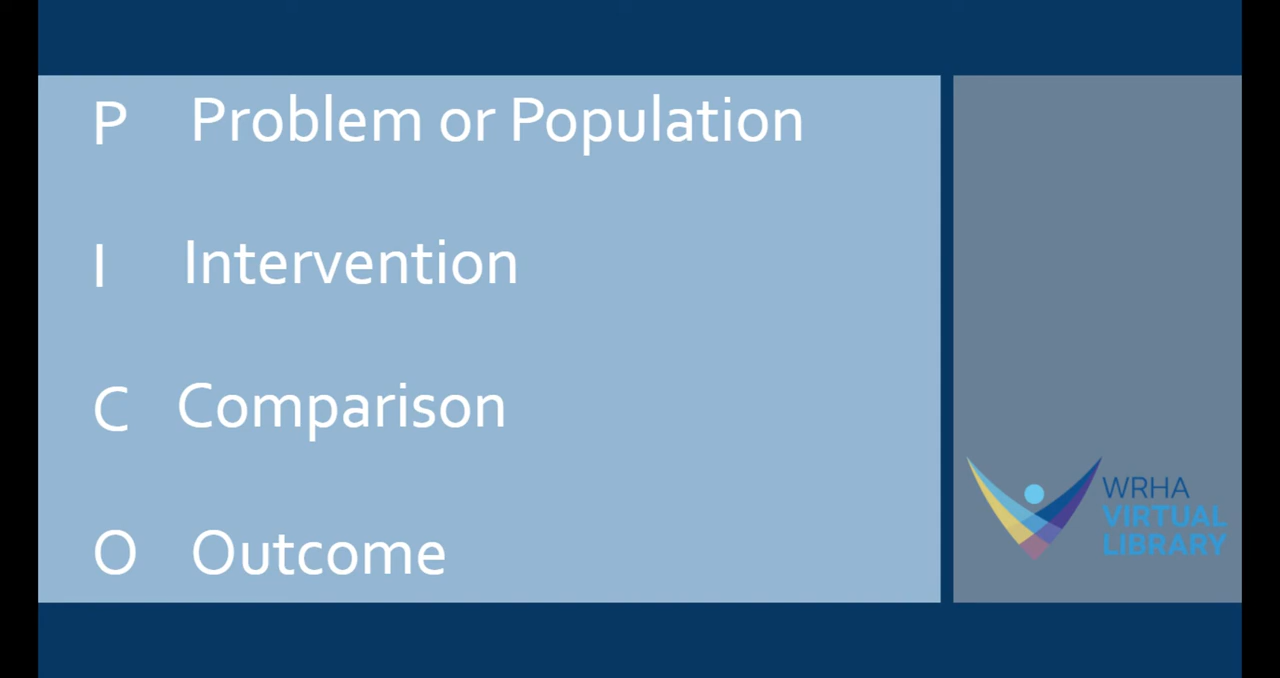 P Problem or Population
I Intervention
C Comparison
O Outcome
WRHA
VIRTUAL
LIBRARY